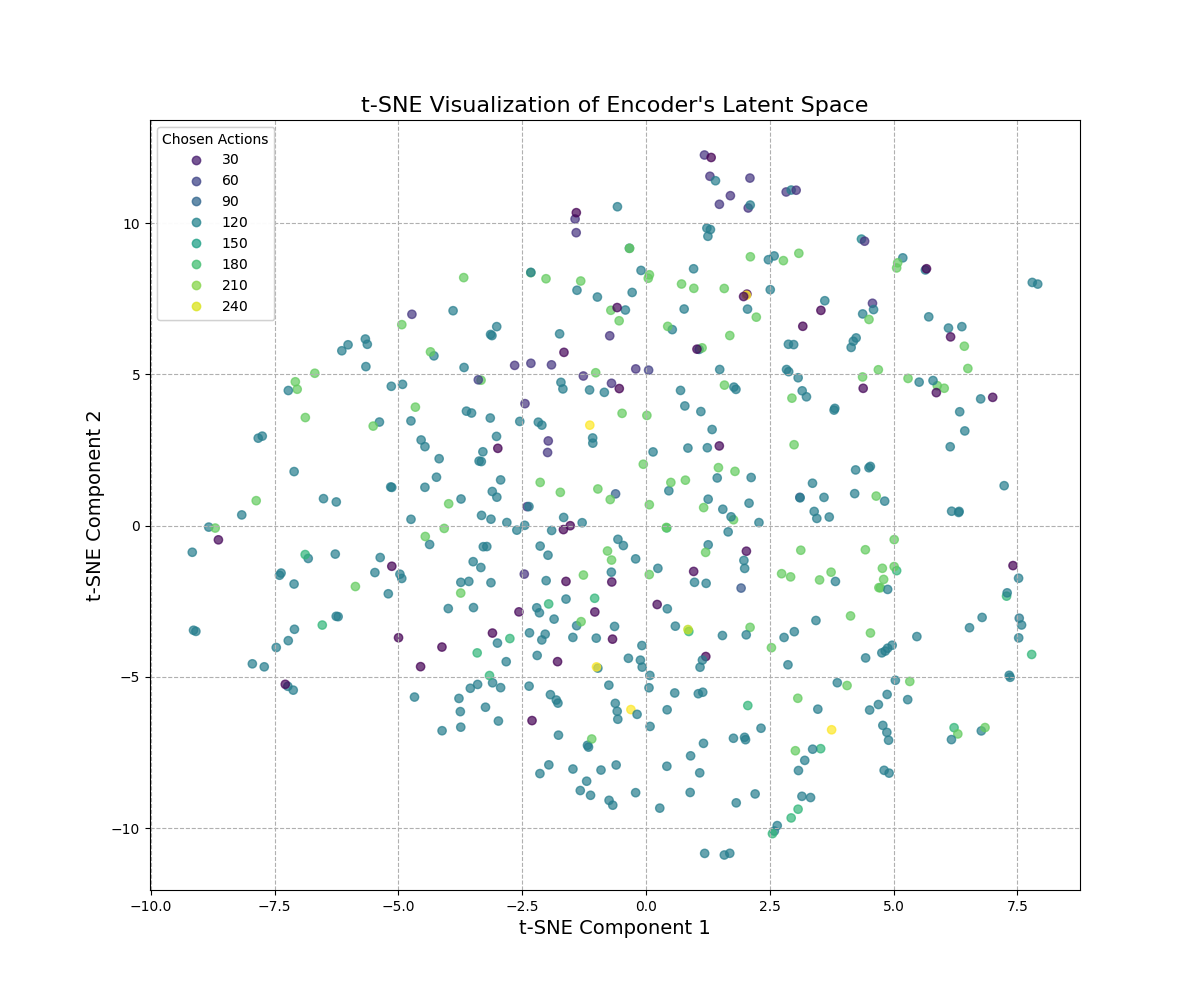 t-SNE Visualization of Encoder's Latent Space
Chosen Actions
30
60
90
120
150
180
210
240
t-SNE Component 2
10
5
0
−5
−10
−10.0 −7.5 −5.0 −2.5 0.0 2.5 5.0 7.5
t-SNE Component 1